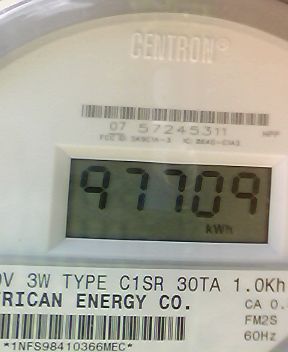 CENTRON®
07 57245311
97709
kWh
V 3W TYPE C1SR 30TA 1.0Kh
RICAN ENERGY CO.
CA 0.
FM2S
60Hz
*1NFS98410366MEC*